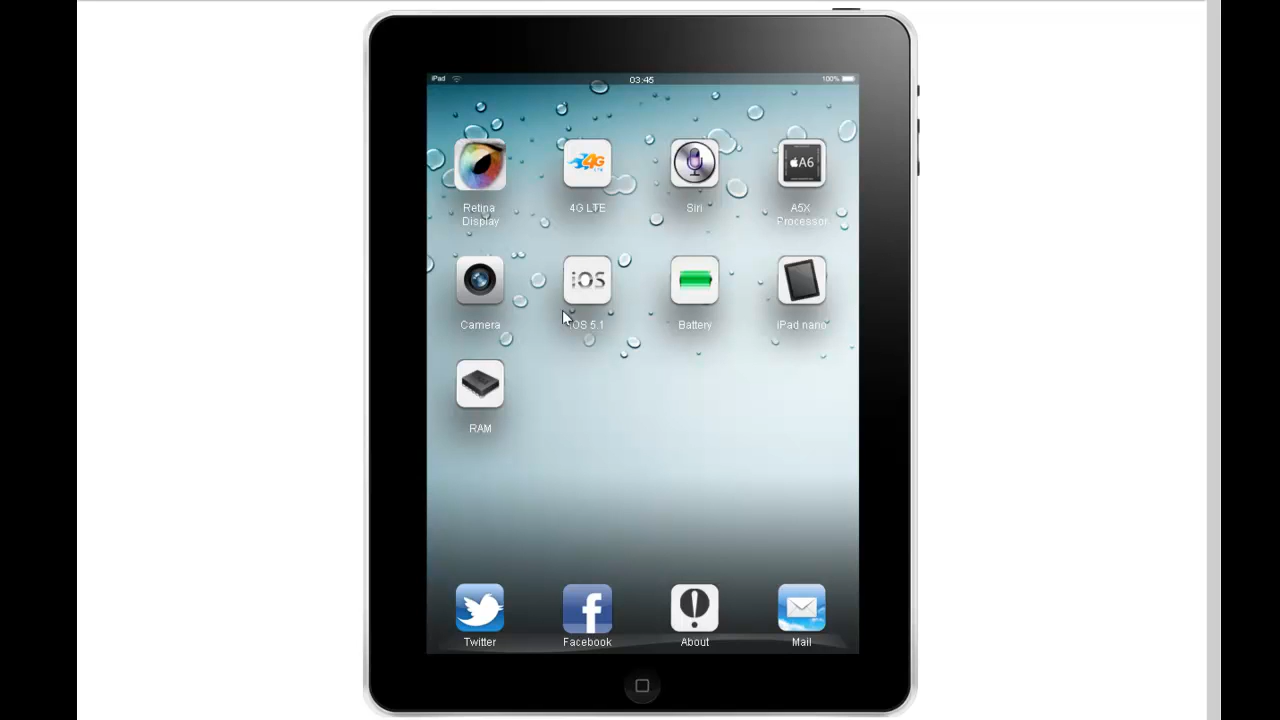 iPad 03:45 100%
4G
LTE
A6
Retina
Display
4G LTE
Siri
A5X
Processor
iOS
Camera
iOS 5.1
Battery
iPad nano
RAM
Twitter
Facebook
About
Mail